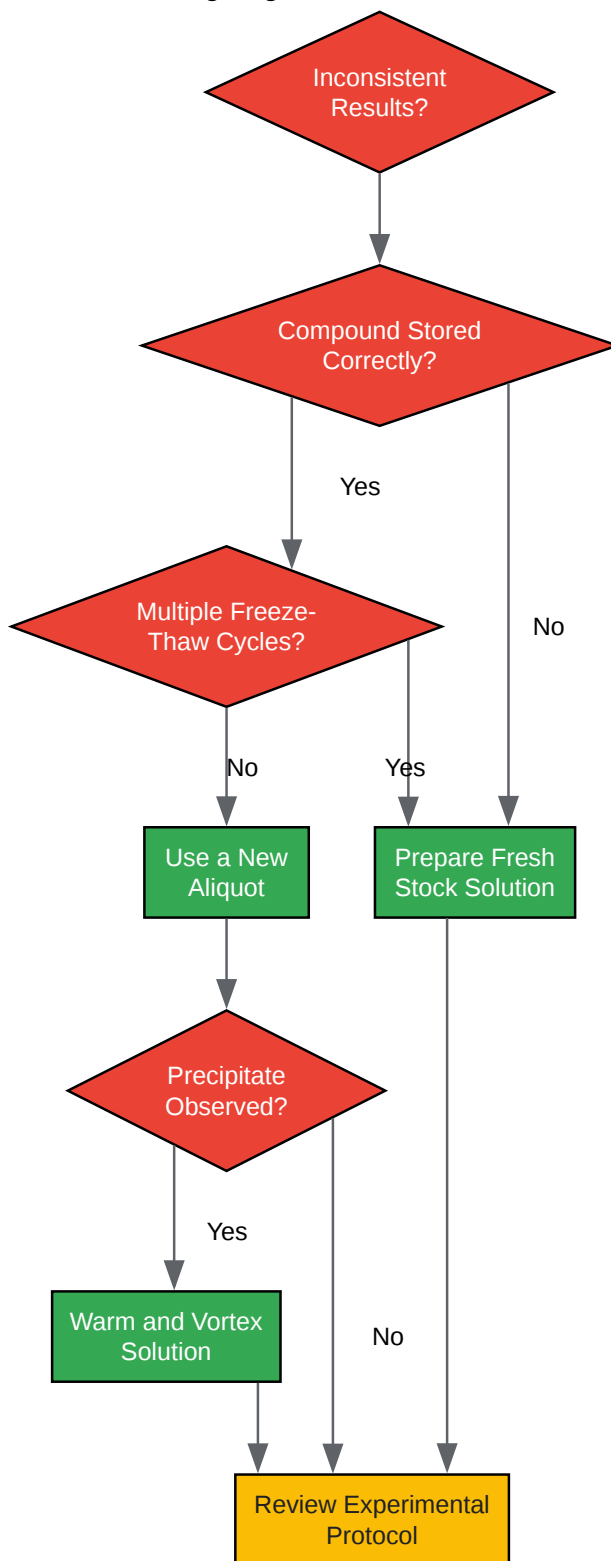 Inconsistent
Results?
Compound Stored
Correctly?
Yes
Multiple Freeze-
Thaw Cycles?
No
No
Yes
Use a New
Aliquot
Prepare Fresh
Stock Solution
Precipitate
Observed?
Yes
Warm and Vortex
Solution
No
Review Experimental
Protocol